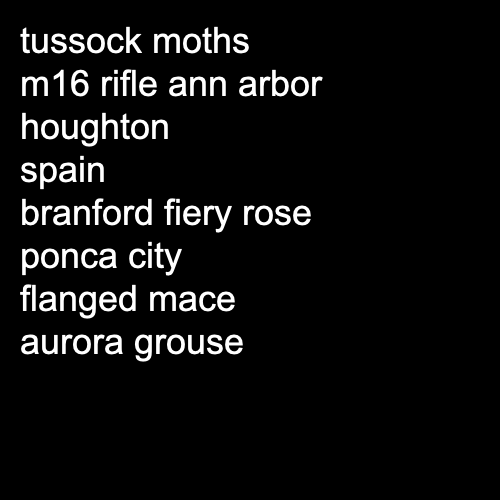 tussock moths
m16 rifle ann arbor
houghton
spain
branford fiery rose
ponca city
flanged mace
aurora grouse